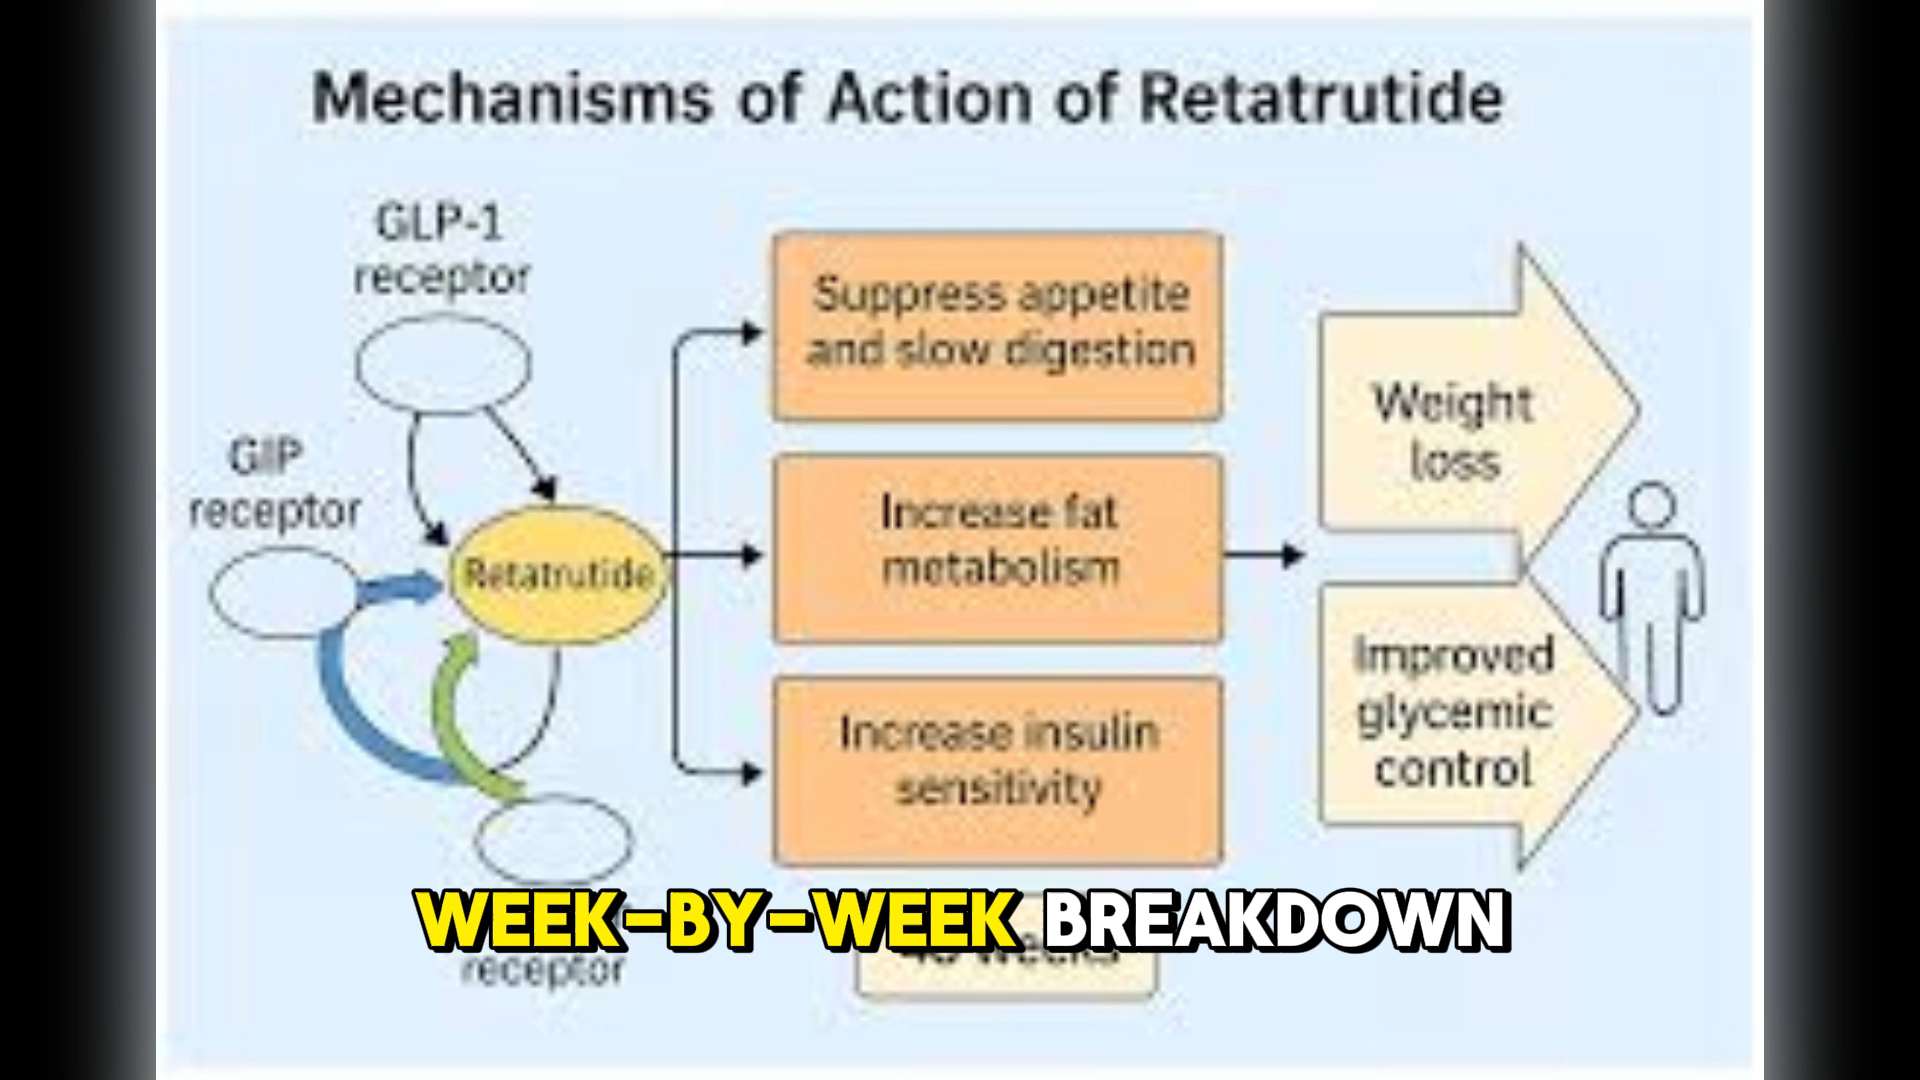 Mechanisms of Action of Retatrutide
GLP-1
receptor
GIP
receptor
Retatrutide
Suppress appetite
and slow digestion
Increase fat
metabolism
Increase insulin
sensitivity
Weight
loss
Improved
glycemic
control
WEEK-BY-WEEK BREAKDOWN
receptor
weeks